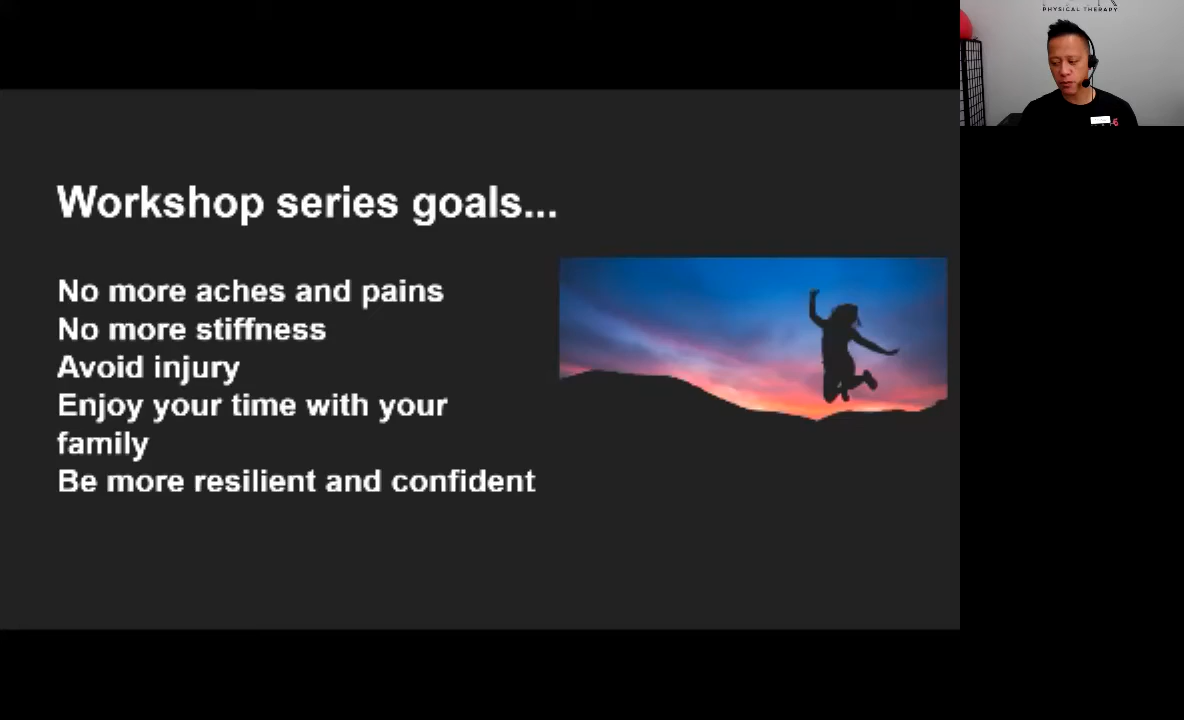 PHYSICAL THERAPY
Workshop series goals...
No more aches and pains
No more stiffness
Avoid injury
Enjoy your time with your
family
Be more resilient and confident